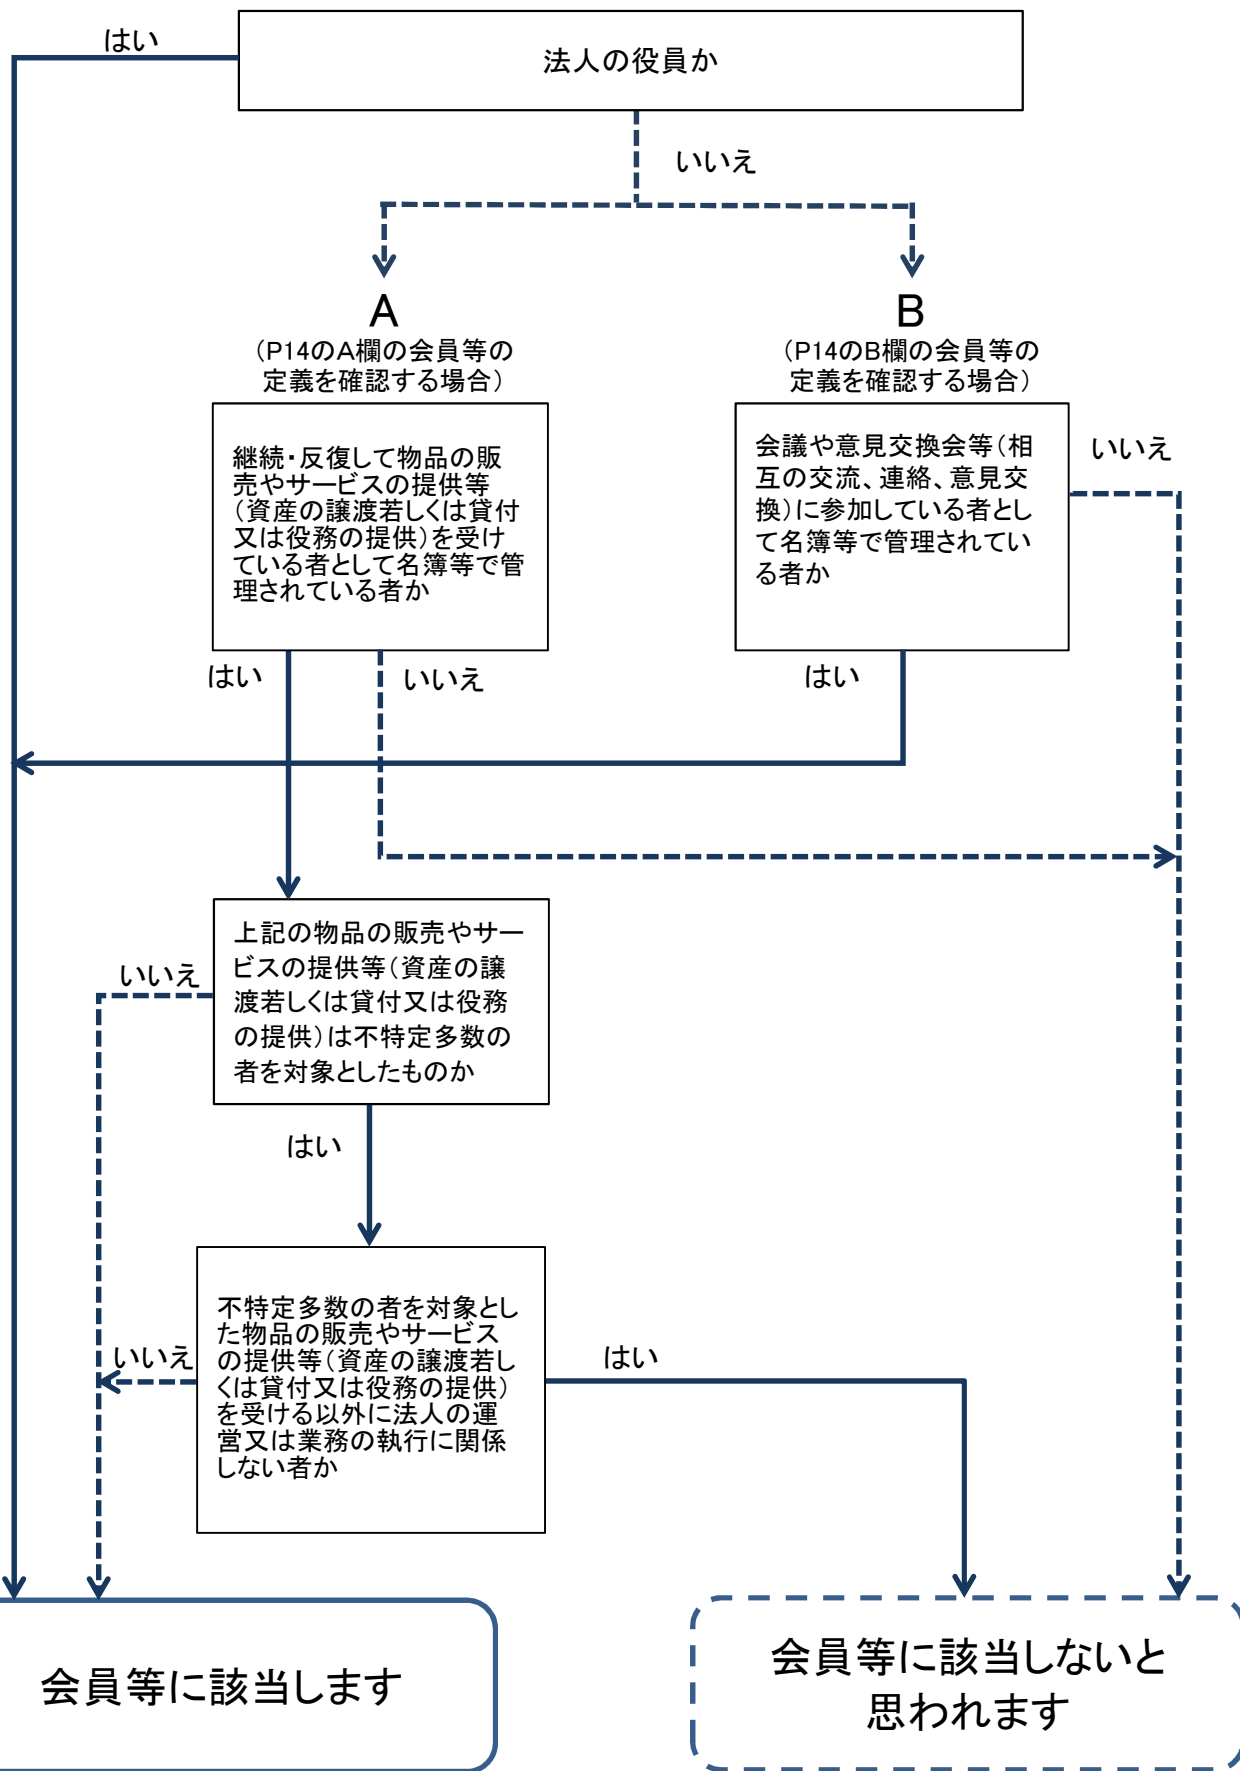 はい
法人の役員か
いいえ
A
（P14のA欄の会員等の
定義を確認する場合）
B
（P14のB欄の会員等の
定義を確認する場合）
継続・反復して物品の販
売やサービスの提供等
（資産の譲渡若しくは貸付
又は役務の提供）を受け
ている者として名簿等で管
理されている者か
会議や意見交換会等（相
互の交流、連絡、意見交
換）に参加している者とし
て名簿等で管理されてい
る者か
いいえ
はい
いいえ
はい
上記の物品の販売やサー
ビスの提供等（資産の譲
渡若しくは貸付又は役務
の提供）は不特定多数の
者を対象としたものか
いいえ
はい
不特定多数の者を対象とし
た物品の販売やサービス
の提供等（資産の譲渡若し
くは貸付又は役務の提供）
を受ける以外に法人の運
営又は業務の執行に関係
しない者か
いいえ
はい
会員等に該当します
会員等に該当しないと
思われます